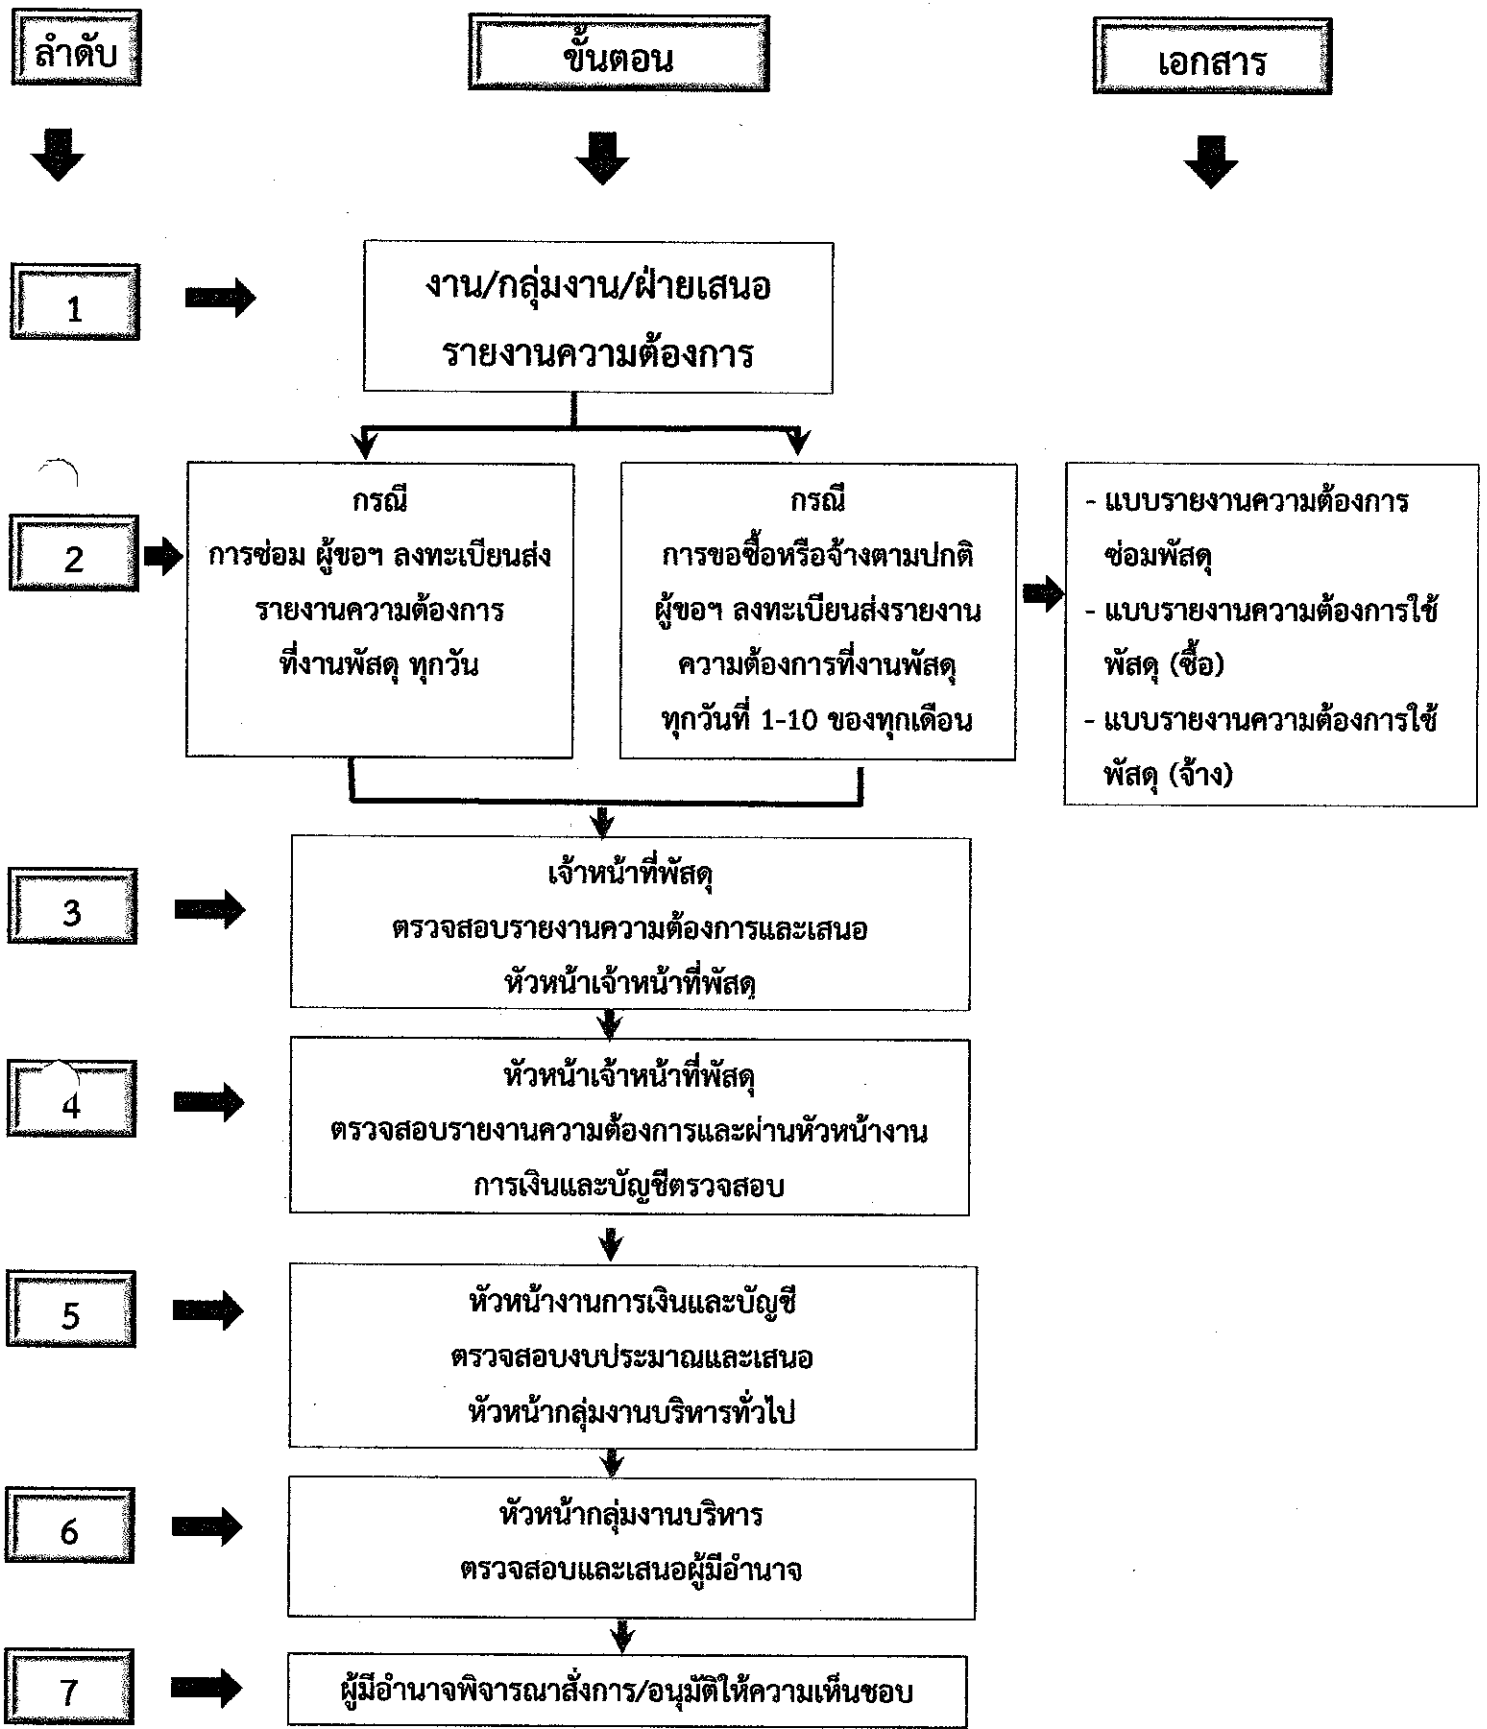 ลำดับ
ขั้นตอน
เอกสาร
1
งาน/กลุ่มงาน/ฝ่ายเสนอ
รายงานความต้องการ
2
กรณี
การซ่อม ผู้ขอฯ ลงทะเบียนส่ง
รายงานความต้องการ
ที่งานพัสดุ ทุกวัน
กรณี
การขอซื้อหรือจ้างตามปกติ
ผู้ขอฯ ลงทะเบียนส่งรายงาน
ความต้องการที่งานพัสดุ
ทุกวันที่ 1-10 ของทุกเดือน
- แบบรายงานความต้องการ
ซ่อมพัสดุ
- แบบรายงานความต้องการใช้
พัสดุ (ซื้อ)
- แบบรายงานความต้องการใช้
พัสดุ (จ้าง)
3
เจ้าหน้าที่พัสดุ
ตรวจสอบรายงานความต้องการและเสนอ
หัวหน้าเจ้าหน้าที่พัสดุ
4
หัวหน้าเจ้าหน้าที่พัสดุ
ตรวจสอบรายงานความต้องการและผ่านหัวหน้างาน
การเงินและบัญชีตรวจสอบ
5
หัวหน้างานการเงินและบัญชี
ตรวจสอบงบประมาณและเสนอ
หัวหน้ากลุ่มงานบริหารทั่วไป
6
หัวหน้ากลุ่มงานบริหาร
ตรวจสอบและเสนอผู้มีอำนาจ
7
ผู้มีอำนาจพิจารณาสั่งการ/อนุมัติให้ความเห็นชอบ